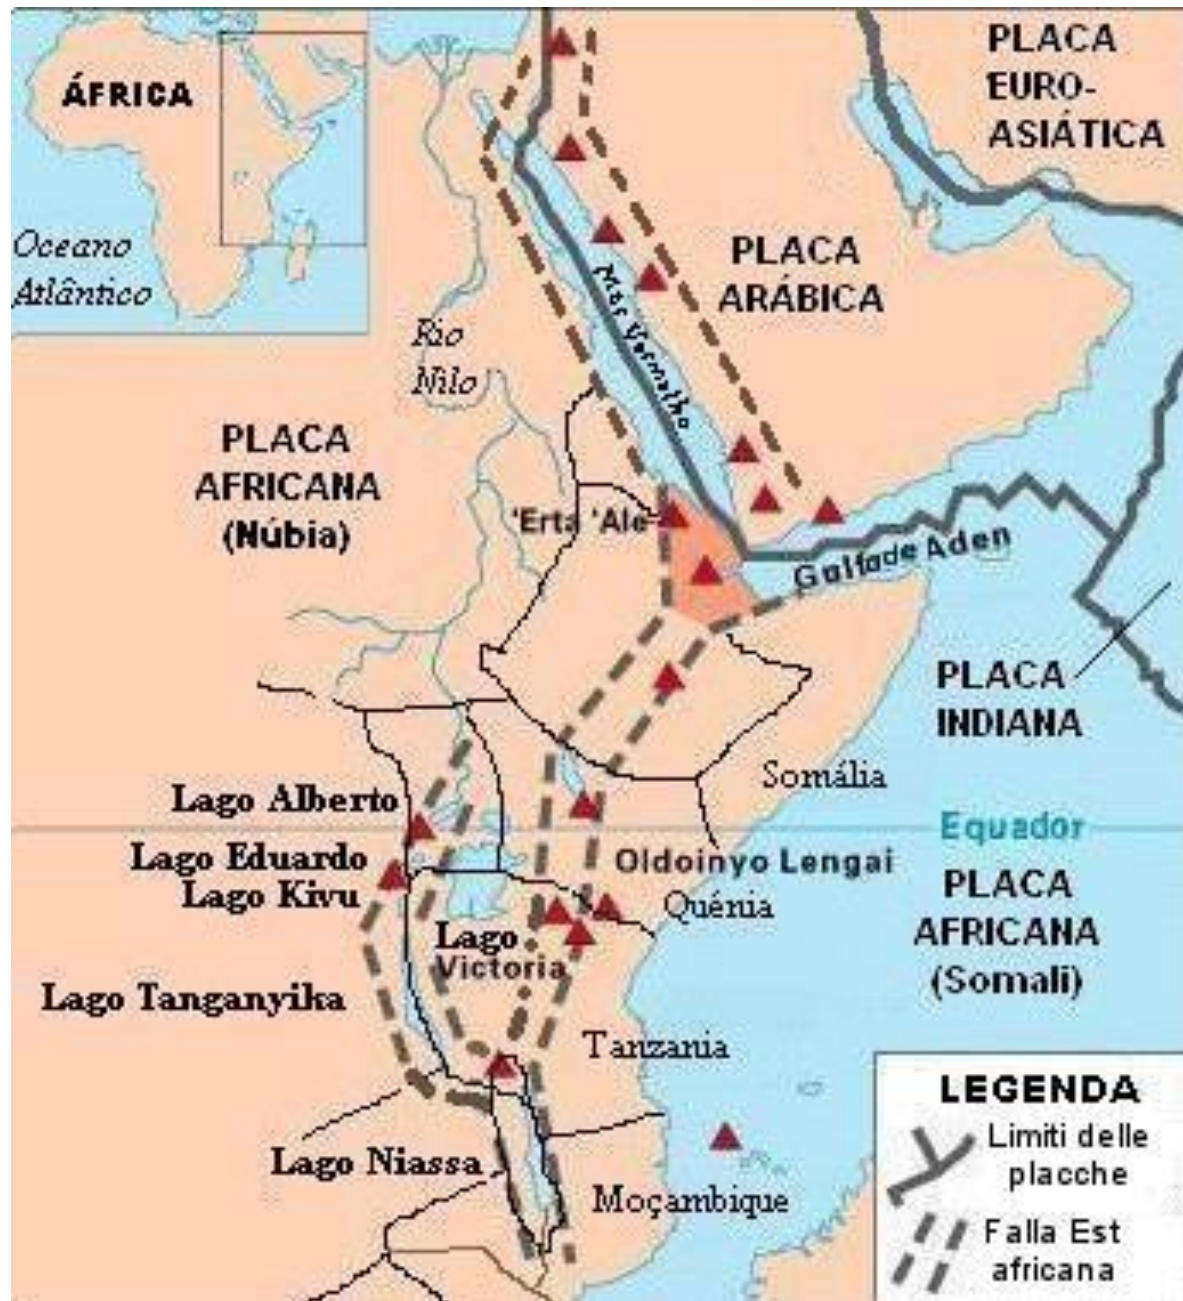 ÁFRICA
Oceano
Atlântico
PLACA
EURO-
ASIÁTICA
PLACA
ARÁBICA
Mar Vermelho
Rio
Nilo
PLACA
AFRICANA
(Núbia)
'Erta 'Ale
Golfo de Aden
PLACA
INDIANA
Somália
Lago Alberto
Equador
Lago Eduardo
Oldoinyo Lengai
Lago Kivu
Quénia
PLACA
AFRICANA
(Somali)
Lago
Victoria
Lago Tanganyika
Tanzania
LEGENDA
Limiti delle
placche
Lago Niassa
Moçambique
Falla Est
africana